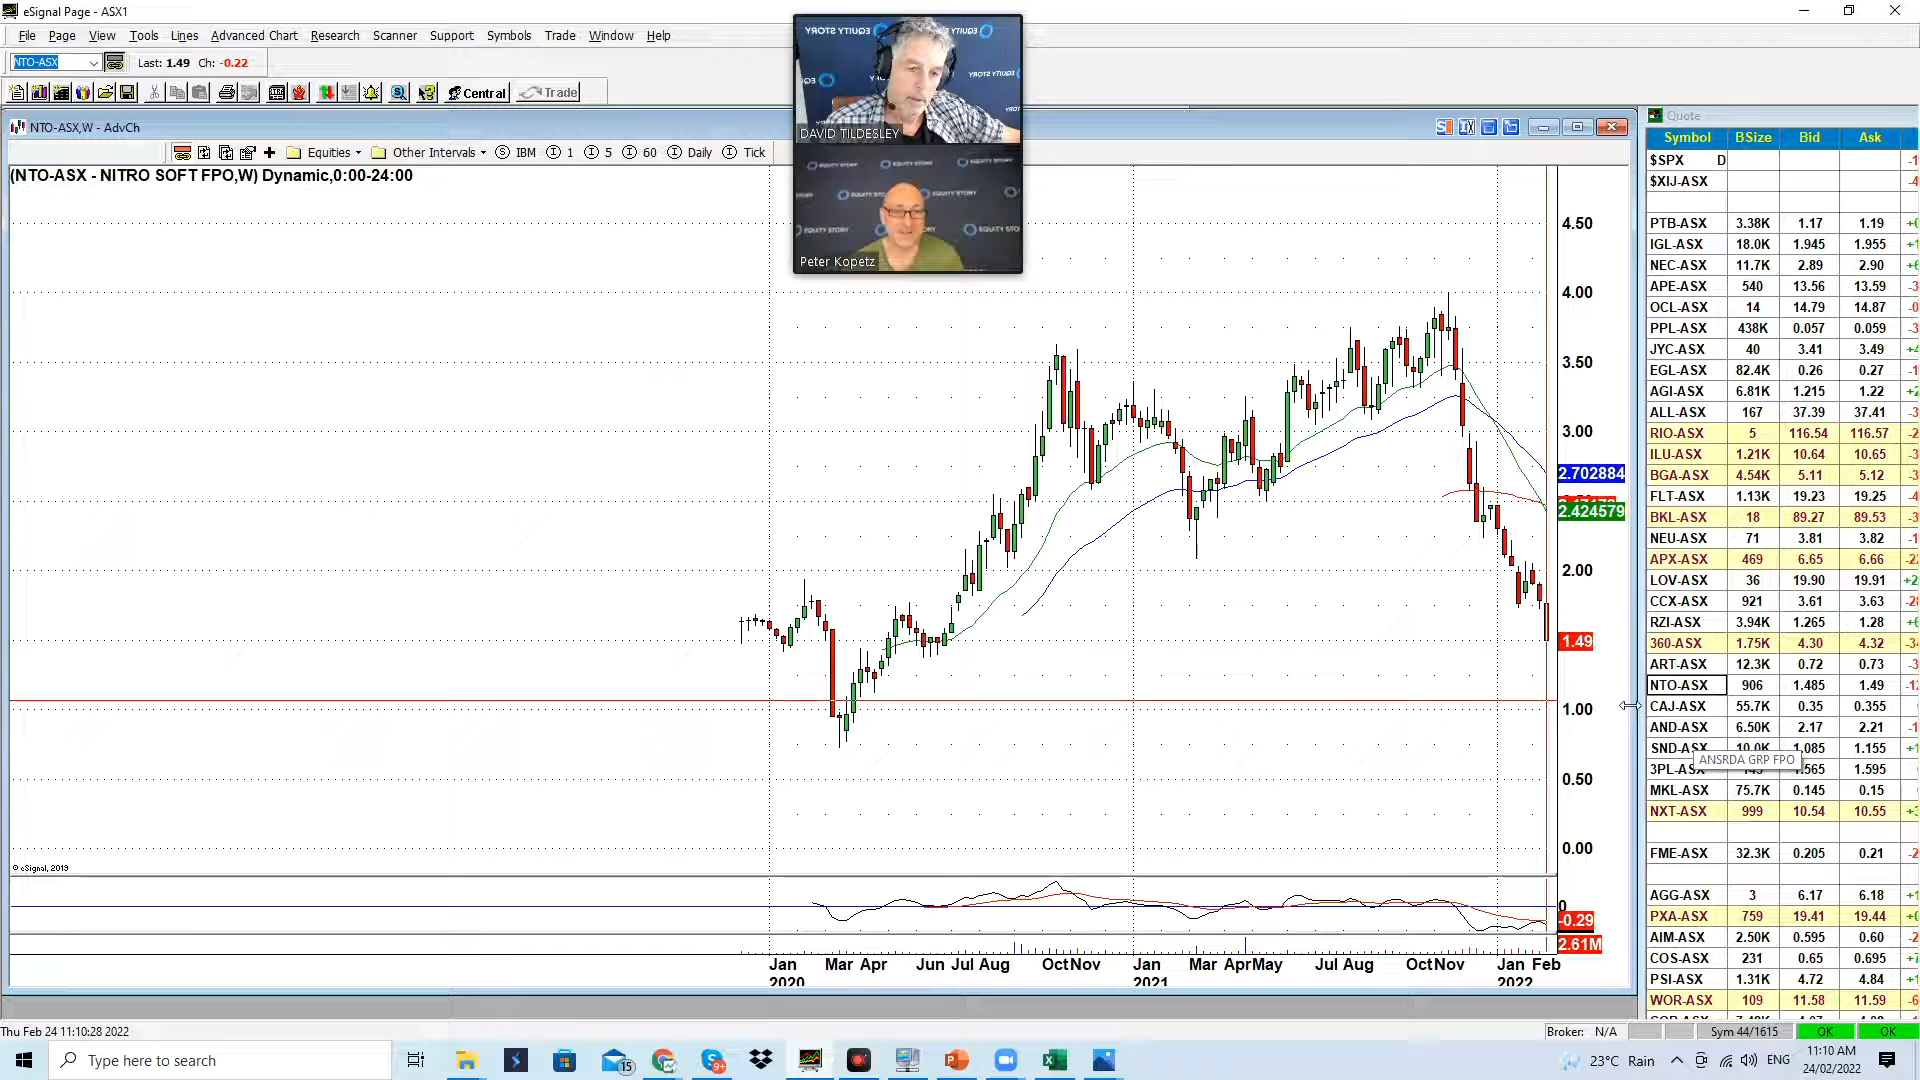 eSignal Page - ASX1
File Page View Tools Lines Advanced Chart Research Scanner Support Symbols Trade Window Help
NTO-ASX Last: 1.49 Ch: -0.22
Central Trade
NTO-ASX,W - AdvCh
Equities Other Intervals IBM 1 5 60 Daily Tick
(NTO-ASX - NITRO SOFT FPO,W) Dynamic,0:00-24:00
DAVID TILDESLEY
EQUITY STORY
Peter Kopetz
4.50
4.00
3.50
3.00
2.702884
2.424579
2.00
1.49
1.00
0.50
0.00
© eSignal, 2019
0
-0.29
2.61M
Jan Mar Apr Jun Jul Aug Oct Nov Jan Mar Apr May Jul Aug Oct Nov Jan Feb
2020 2021 2022
Quote
Symbol BSize Bid Ask
$SPX D
$XIJ-ASX
PTB-ASX 3.38K 1.17 1.19
IGL-ASX 18.0K 1.945 1.955
NEC-ASX 11.7K 2.89 2.90
APE-ASX 540 13.56 13.59
OCL-ASX 14 14.79 14.87
PPL-ASX 438K 0.057 0.059
JYC-ASX 40 3.41 3.49
EGL-ASX 82.4K 0.26 0.27
AGI-ASX 6.81K 1.215 1.22
ALL-ASX 167 37.39 37.41
RIO-ASX 5 116.54 116.57
ILU-ASX 1.21K 10.64 10.65
BGA-ASX 4.54K 5.11 5.12
FLT-ASX 1.13K 19.23 19.25
BKL-ASX 18 89.27 89.53
NEU-ASX 71 3.81 3.82
APX-ASX 469 6.65 6.66
LOV-ASX 36 19.90 19.91
CCX-ASX 921 3.61 3.63
RZI-ASX 3.94K 1.265 1.28
360-ASX 1.75K 4.30 4.32
ART-ASX 12.3K 0.72 0.73
NTO-ASX 906 1.485 1.49
CAJ-ASX 55.7K 0.35 0.355
AND-ASX 6.50K 2.17 2.21
SND-ASX 10.0K 1.085 1.155
ANSRDA GRP FPO
3PL-ASX 1.595
MKL-ASX 75.7K 0.145 0.15
NXT-ASX 999 10.54 10.55
FME-ASX 32.3K 0.205 0.21
AGG-ASX 3 6.17 6.18
PXA-ASX 759 19.41 19.44
AIM-ASX 2.50K 0.595 0.60
COS-ASX 231 0.65 0.695
PSI-ASX 1.31K 4.72 4.84
WOR-ASX 109 11.58 11.59
Thu Feb 24 11:10:28 2022
Broker: N/A Sym 44/1615 OK OK
Type here to search
15
9+
23°C Rain ENG
11:10 AM
24/02/2022